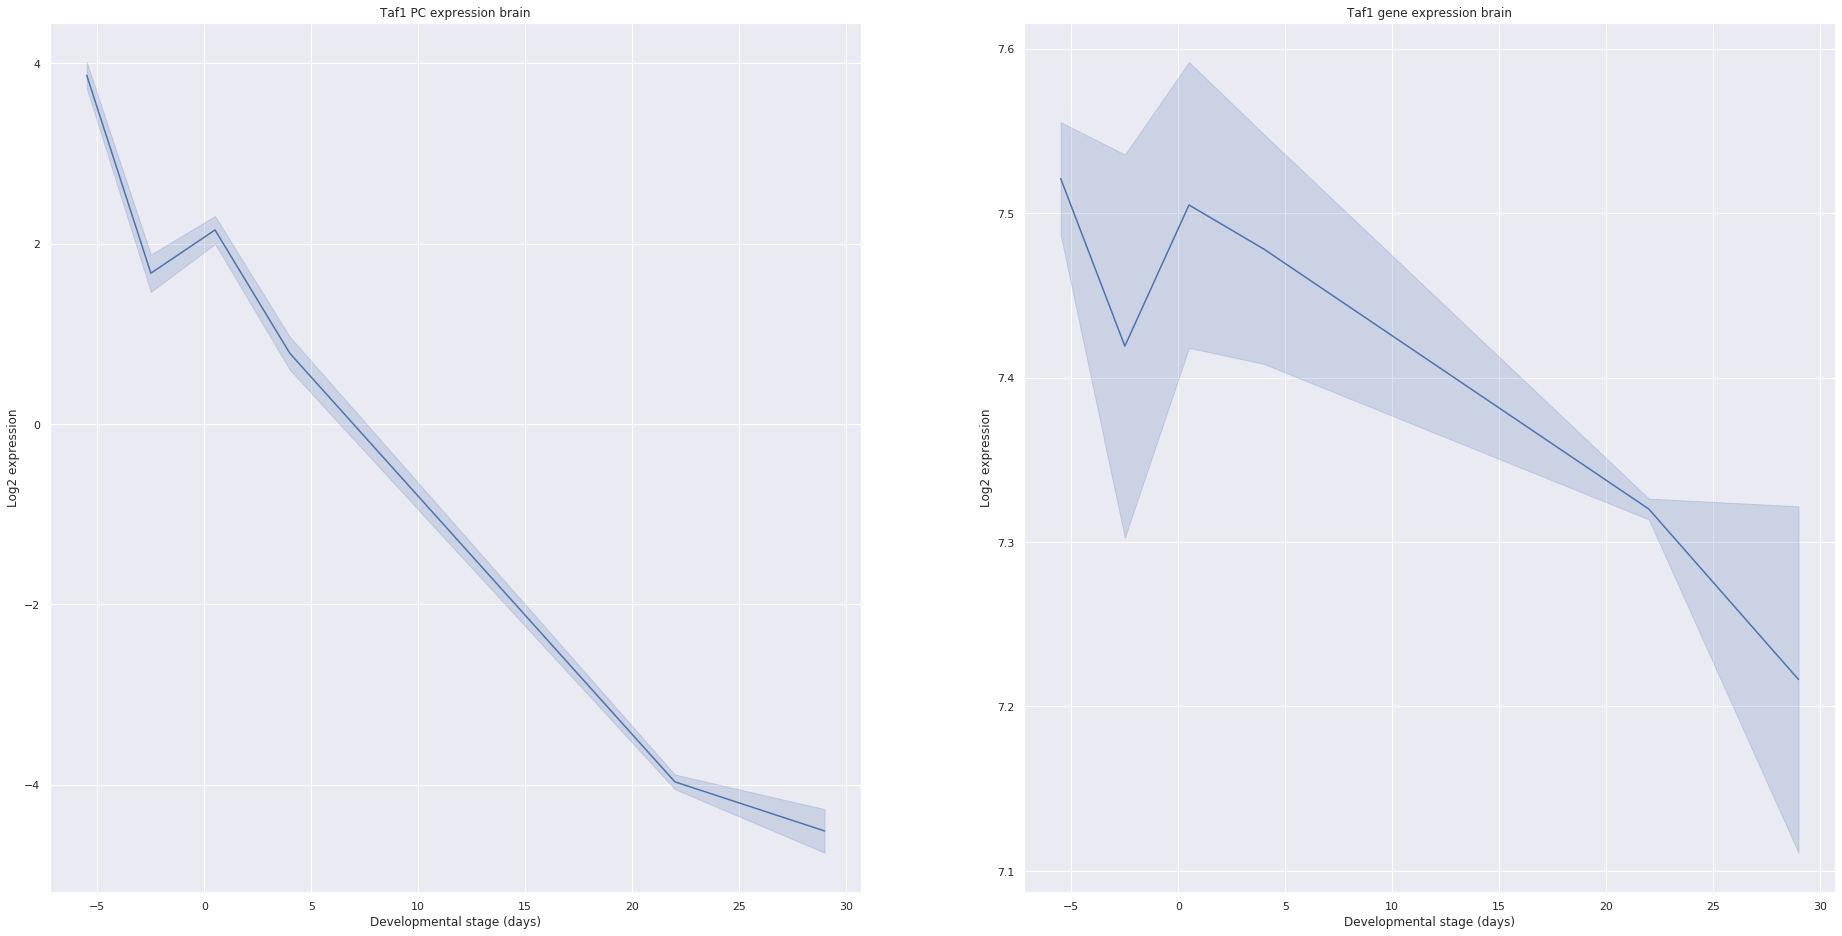 Taf1 PC expression brain
4
2
0
−2
−4
Log2 expression
−5 0 5 10 15 20 25 30
Developmental stage (days)
Taf1 gene expression brain
7.6
7.5
7.4
7.3
7.2
7.1
Log2 expression
−5 0 5 10 15 20 25 30
Developmental stage (days)